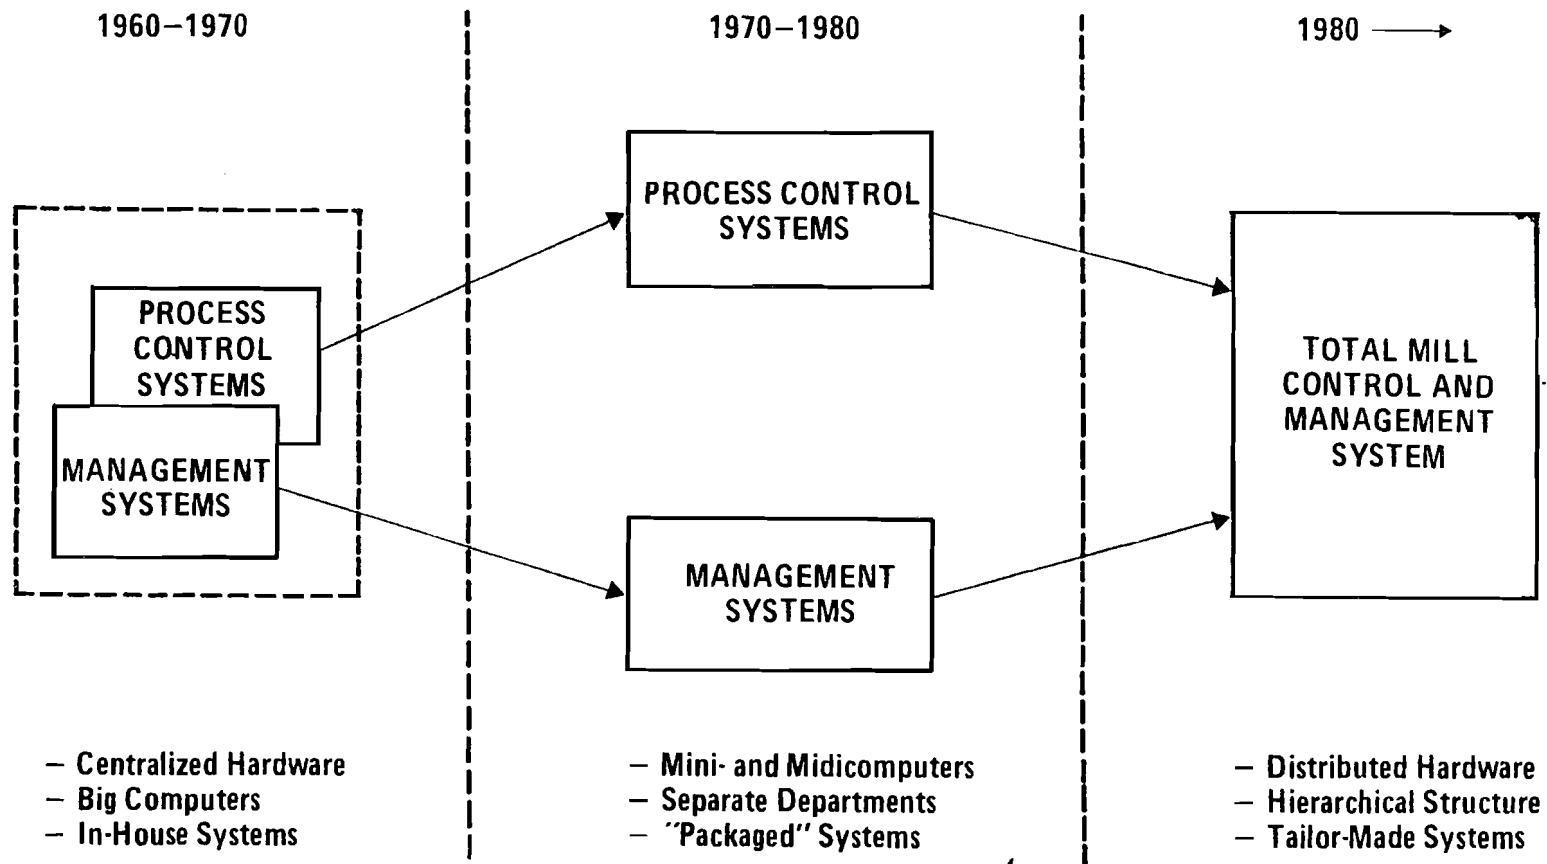 1960–1970
1970–1980
1980
PROCESS
CONTROL
SYSTEMS
MANAGEMENT
SYSTEMS
PROCESS CONTROL
SYSTEMS
MANAGEMENT
SYSTEMS
TOTAL MILL
CONTROL AND
MANAGEMENT
SYSTEM
– Centralized Hardware
– Big Computers
– In-House Systems
– Mini- and Midicomputers
– Separate Departments
– "Packaged" Systems
– Distributed Hardware
– Hierarchical Structure
– Tailor-Made Systems